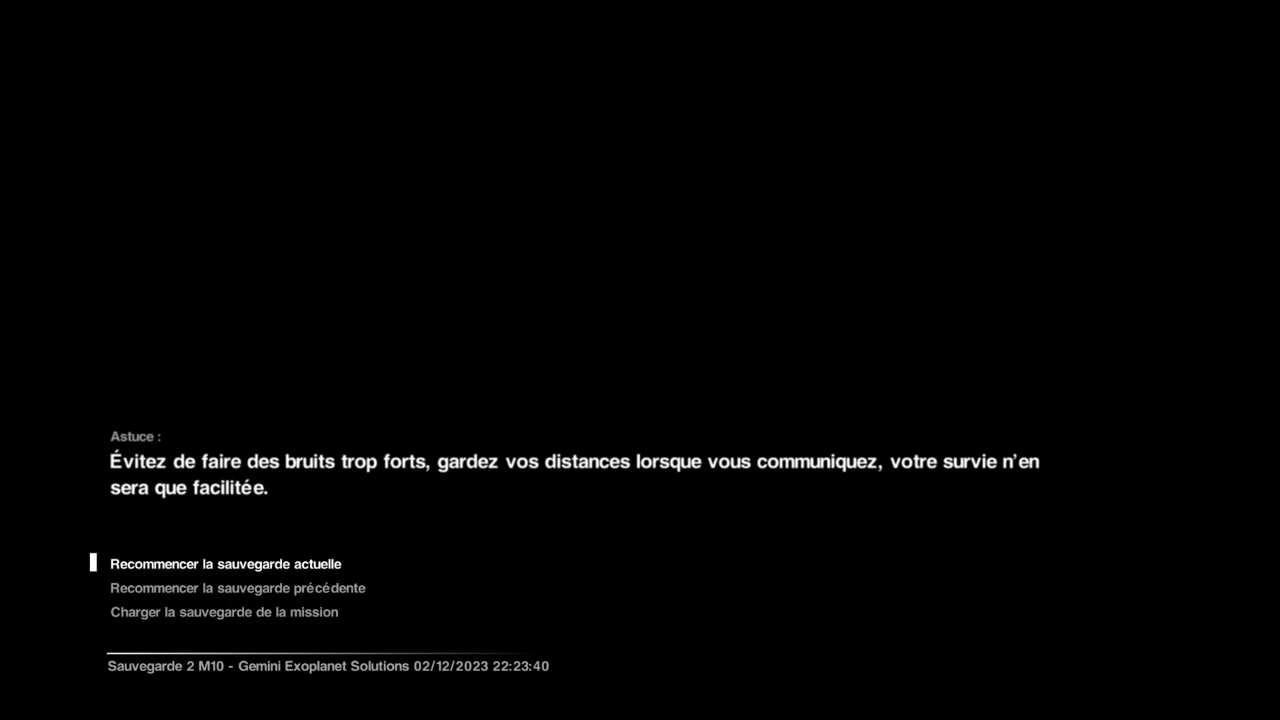 Astuce :
Évitez de faire des bruits trop forts, gardez vos distances lorsque vous communiquez, votre survie n'en
sera que facilitée.
Recommencer la sauvegarde actuelle
Recommencer la sauvegarde précédente
Charger la sauvegarde de la mission
Sauvegarde 2 M10 - Gemini Exoplanet Solutions 02/12/2023 22:23:40